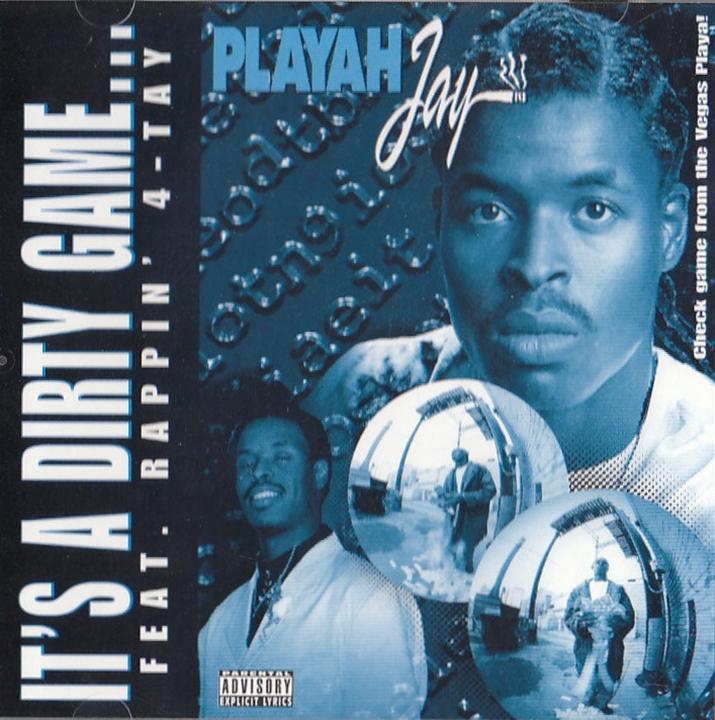 IT'S A DIRTY GAME...
FEAT. RAPPIN' 4-TAY
PLAYAH
Jay
Check game from the Vegas Playa!
PARENTAL
ADVISORY
EXPLICIT LYRICS